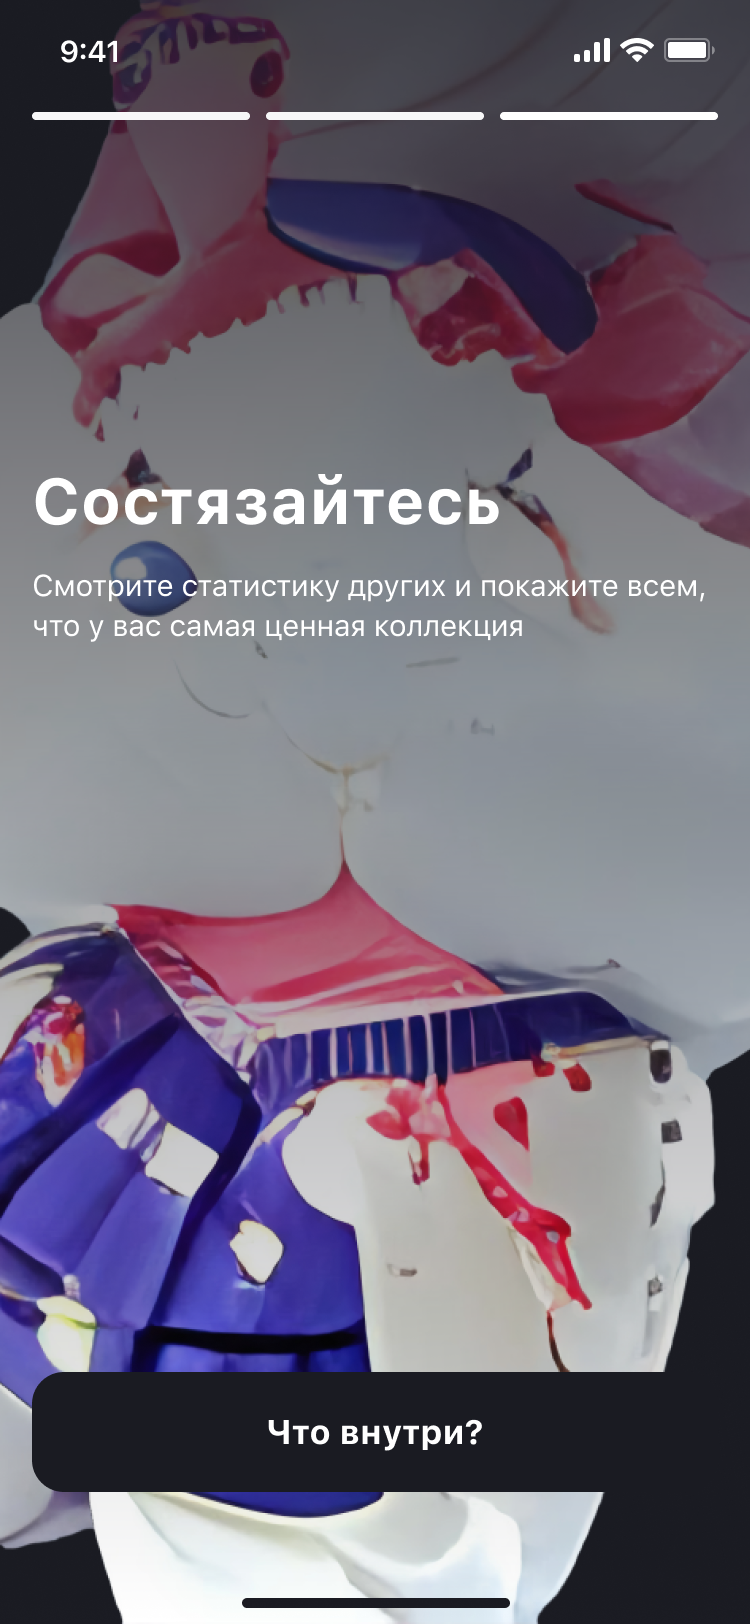 9:41
Состязайтесь
Смотрите статистику других и покажите всем,
что у вас самая ценная коллекция
Что внутри?